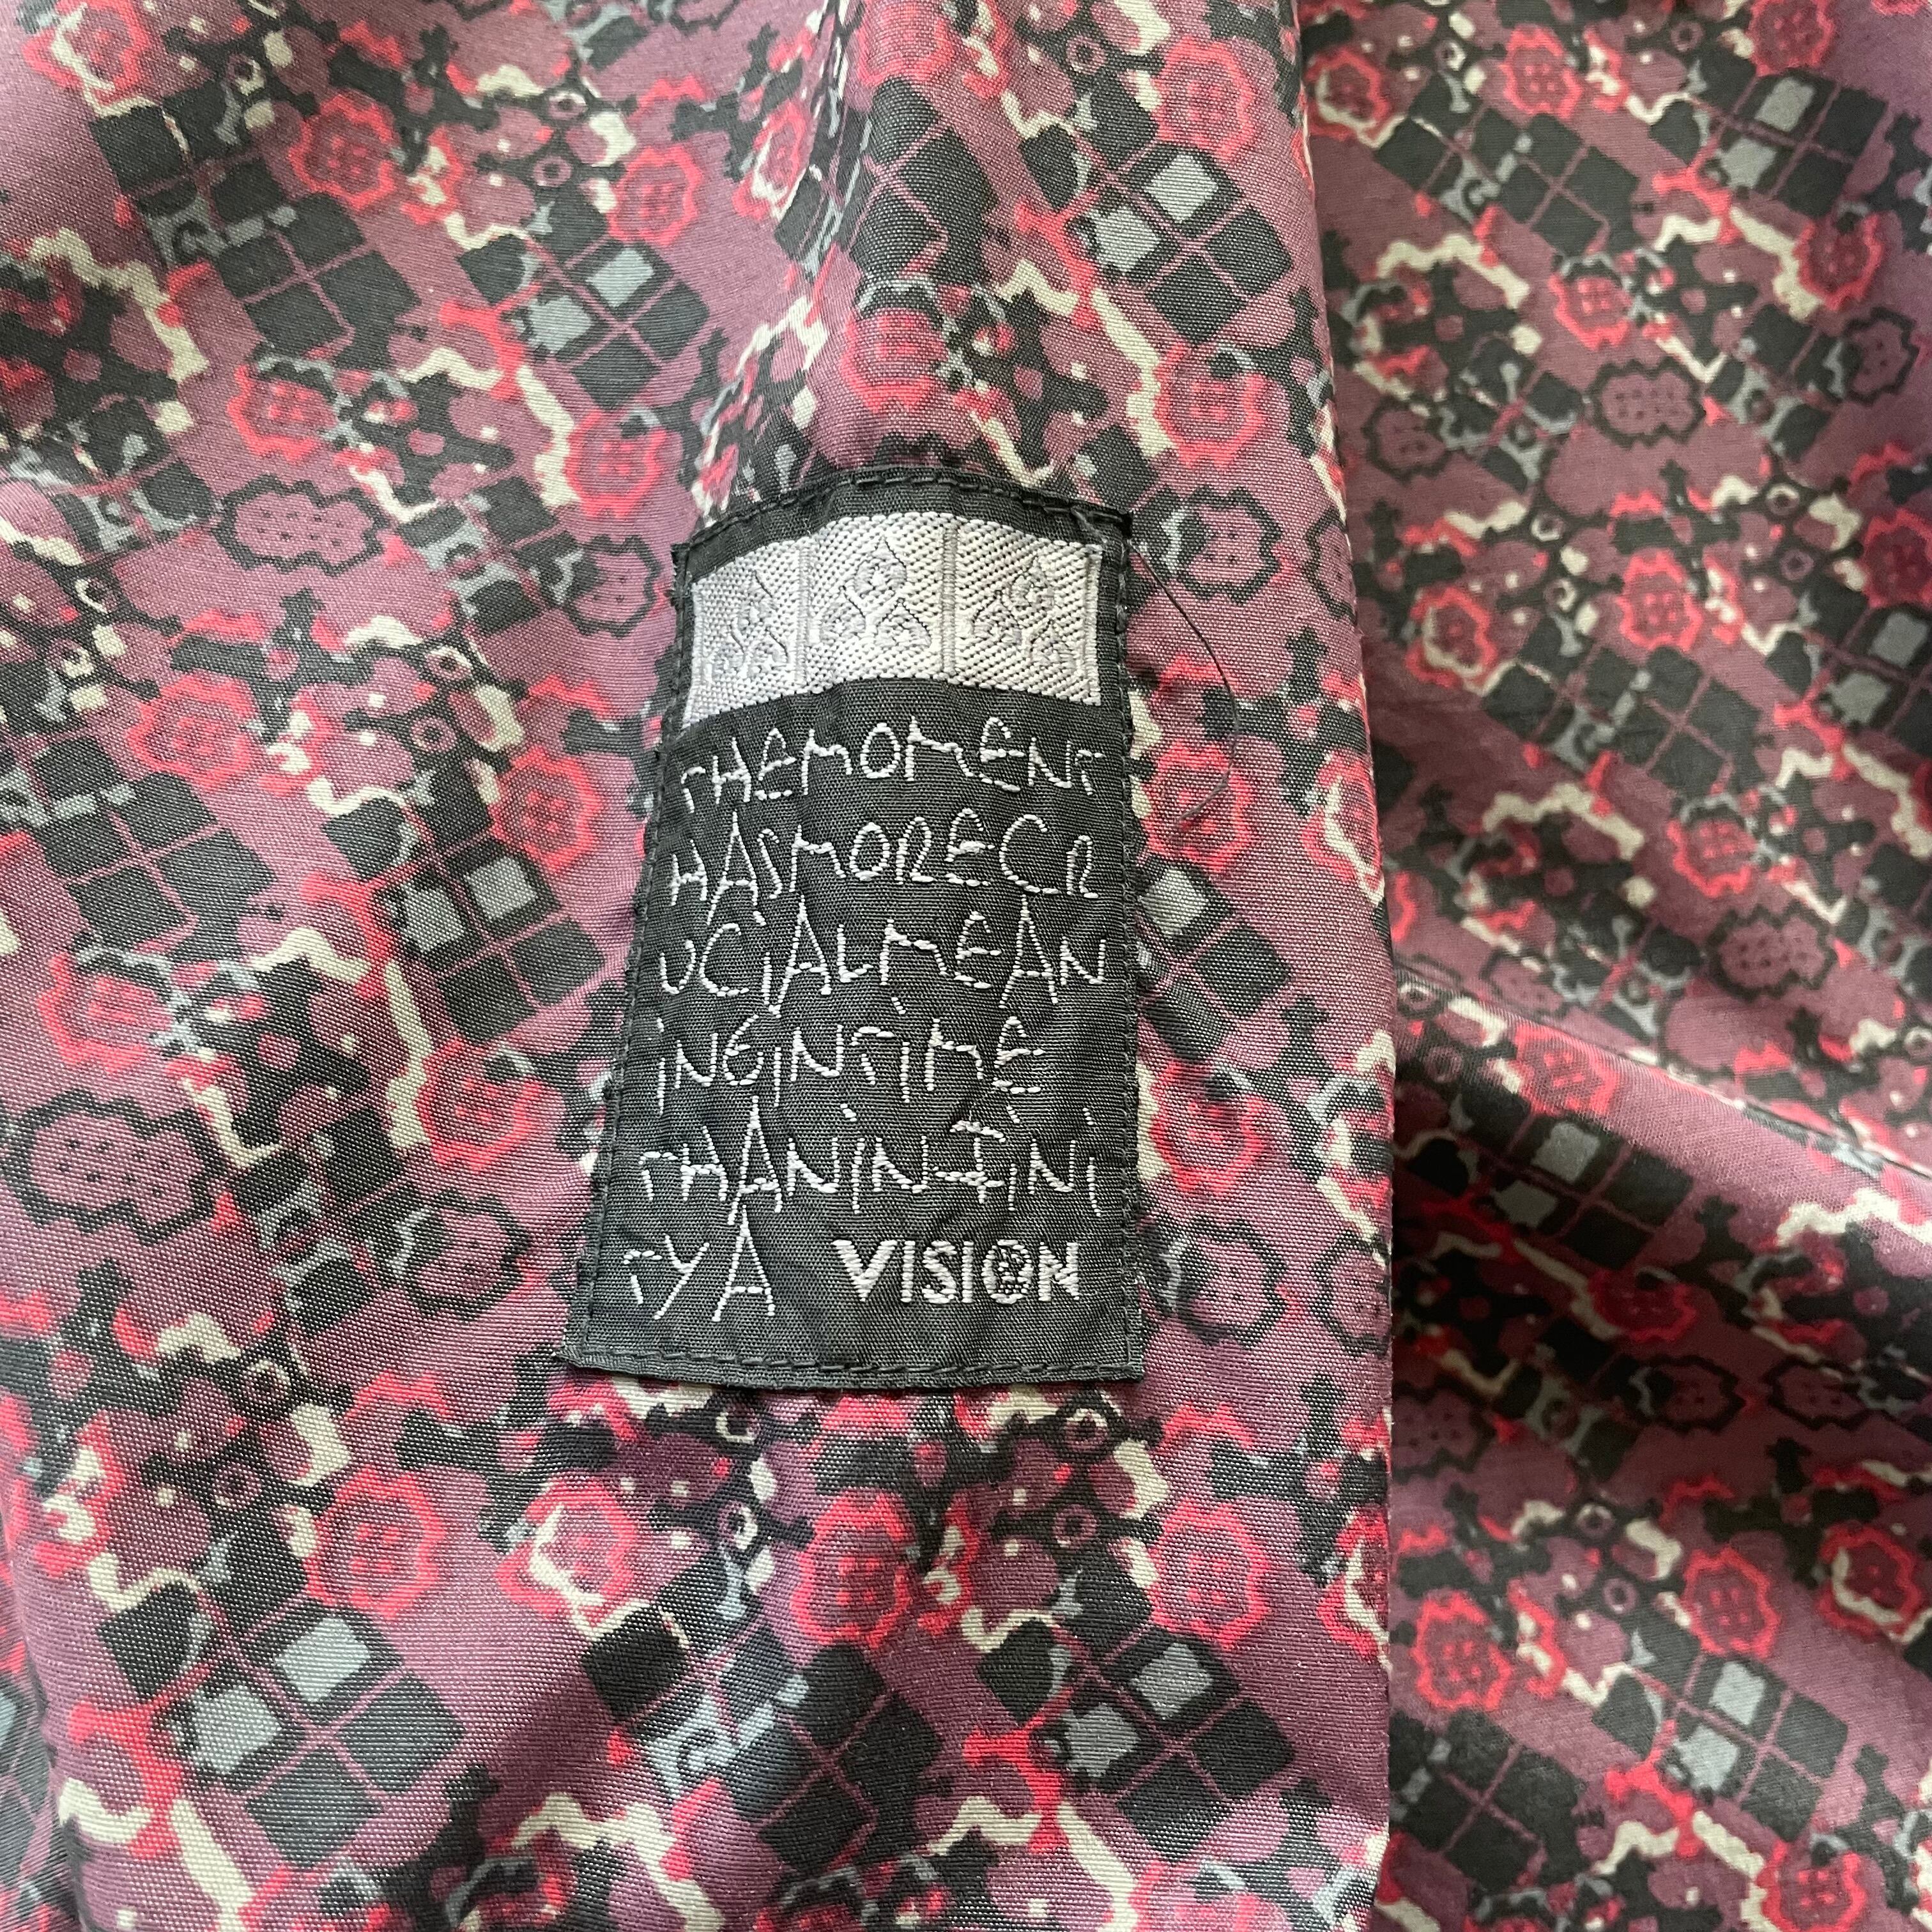 THEMOMENT
HASMORECR
UCiALMEAN
iNGINTiME
THANiNFiNi
TYA VISION